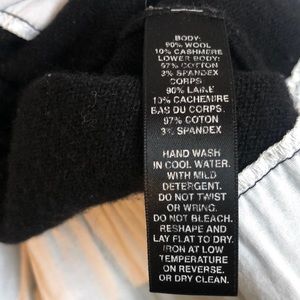 BODY:
90% WOOL
10% CASHMERE
LOWER BODY:
97% COTTON
3% SPANDEX
CORPS
90% LAINE
10% CACHEMIRE
BAS DU CORPS.
97% COTON
3% SPANDEX
HAND WASH
IN COOL WATER.
WITH MILD
DETERGENT.
DO NOT TWIST
OR WRING.
DO NOT BLEACH.
RESHAPE AND
LAY FLAT TO DRY.
IRON AT LOW
TEMPERATURE
ON REVERSE.
OR DRY CLEAN.